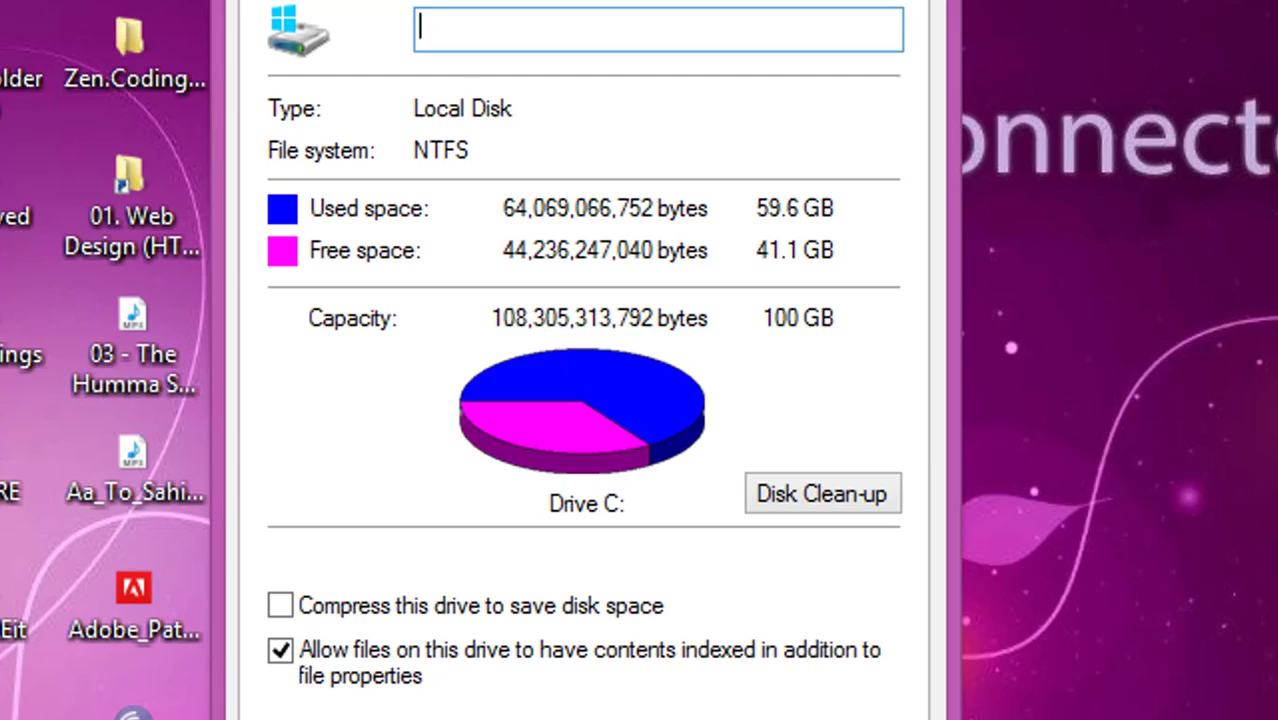 older
Zen.Coding...
Type: Local Disk
File system: NTFS
onnect
Used space: 64,069,066,752 bytes 59.6 GB
ved
01. Web
Design (HT...
Free space: 44,236,247,040 bytes 41.1 GB
Capacity: 108,305,313,792 bytes 100 GB
ings
03 - The
Humma S...
RE
Aa_To_Sahi...
Drive C:
Disk Clean-up
Compress this drive to save disk space
Eit
Adobe_Pat...
Allow files on this drive to have contents indexed in addition to
file properties